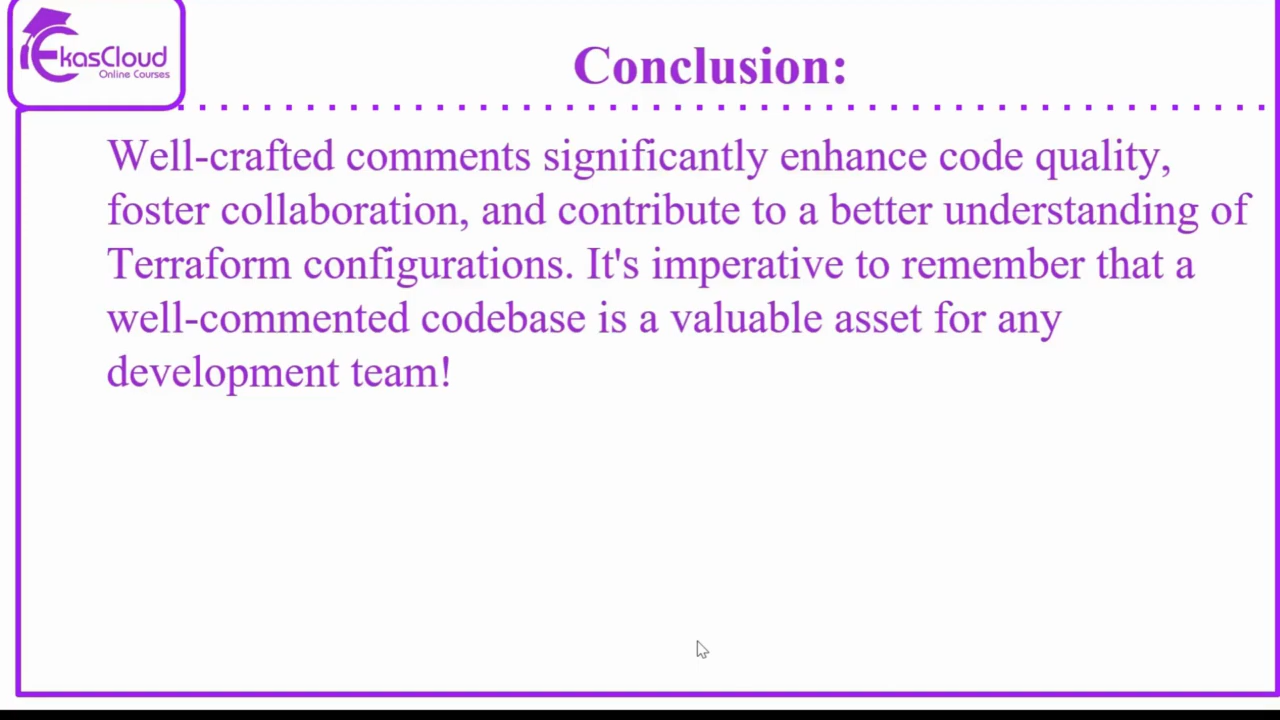 EkasCloud
Online Courses
Conclusion:
Well-crafted comments significantly enhance code quality,
foster collaboration, and contribute to a better understanding of
Terraform configurations. It's imperative to remember that a
well-commented codebase is a valuable asset for any
development team!